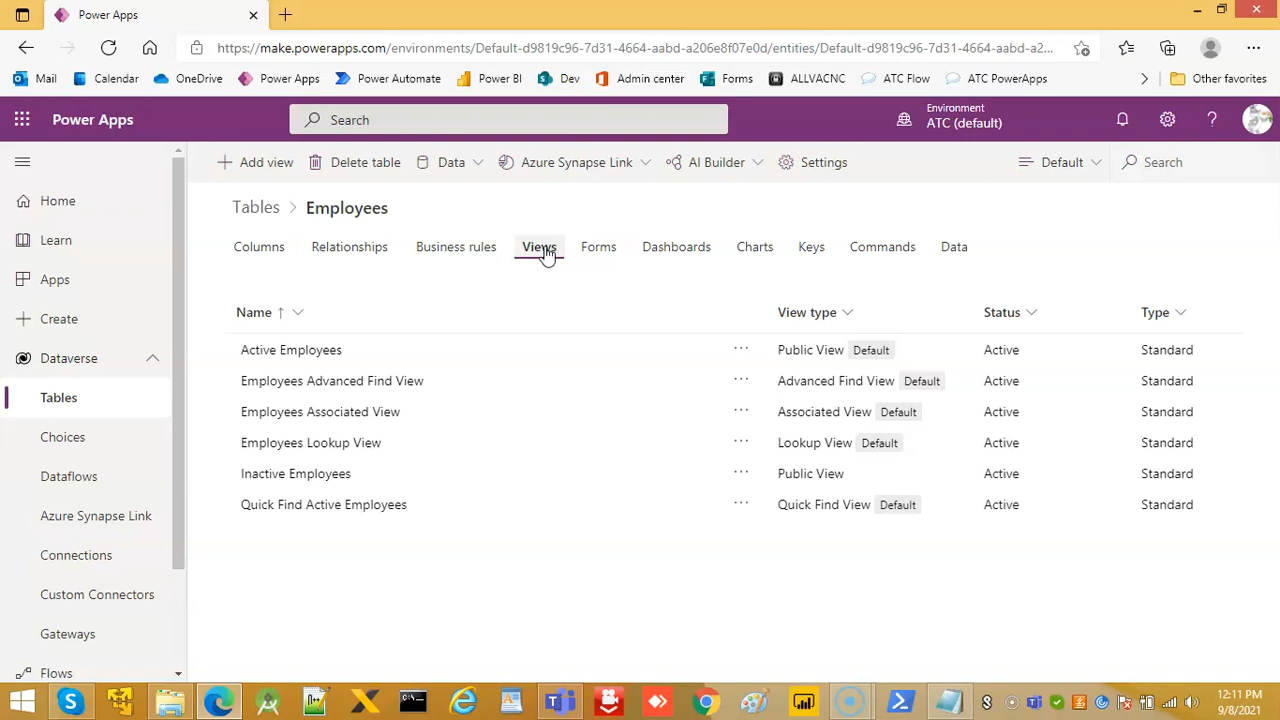 Power Apps
https://make.powerapps.com/environments/Default-d9819c96-7d31-4664-aabd-a206e8f07e0d/entities/Default-d9819c96-7d31-4664-aabd-a2...
Mail Calendar OneDrive Power Apps Power Automate Power BI Dev Admin center Forms ALLVACNC ATC Flow ATC PowerApps Other favorites
Power Apps Search Environment
ATC (default)
Add view Delete table Data Azure Synapse Link AI Builder Settings Default Search
Home
Learn
Apps
Create
Dataverse
Tables
Choices
Dataflows
Azure Synapse Link
Connections
Custom Connectors
Gateways
Flows
Tables > Employees
Columns Relationships Business rules Views Forms Dashboards Charts Keys Commands Data
Name ↑ View type Status Type
Active Employees ... Public View Default Active Standard
Employees Advanced Find View ... Advanced Find View Default Active Standard
Employees Associated View ... Associated View Default Active Standard
Employees Lookup View ... Lookup View Default Active Standard
Inactive Employees ... Public View Active Standard
Quick Find Active Employees ... Quick Find View Default Active Standard
12:11 PM
9/8/2021